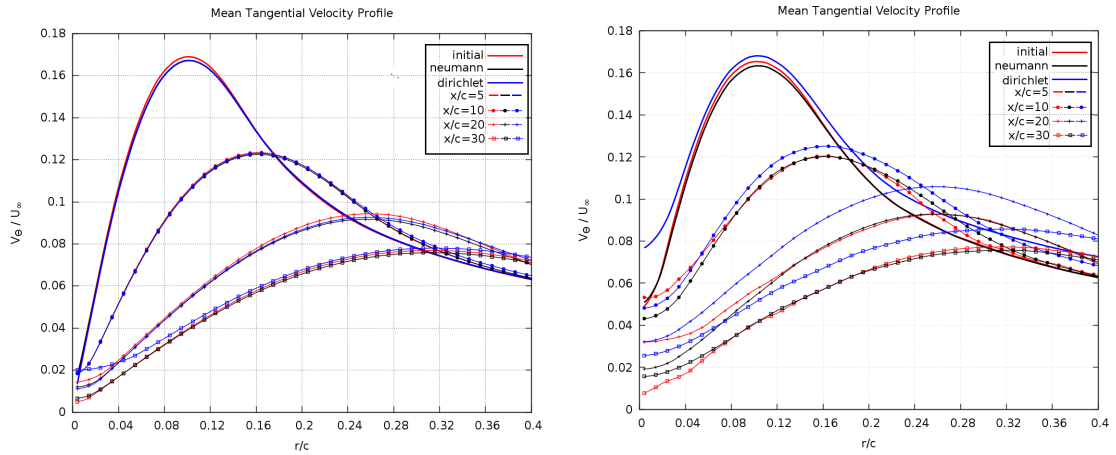 Mean Tangential Velocity Profile
0.18
0.16
0.14
0.12
0.1
0.08
0.06
0.04
0.02
0
VΘ / U∞
initial
neumann
dirichlet
x/c=5
x/c=10
x/c=20
x/c=30
0 0.04 0.08 0.12 0.16 0.2 0.24 0.28 0.32 0.36 0.4
r/c
Mean Tangential Velocity Profile
0.18
0.16
0.14
0.12
0.1
0.08
0.06
0.04
0.02
0
VΘ / U∞
initial
neumann
dirichlet
x/c=5
x/c=10
x/c=20
x/c=30
0 0.04 0.08 0.12 0.16 0.2 0.24 0.28 0.32 0.36 0.4
r/c